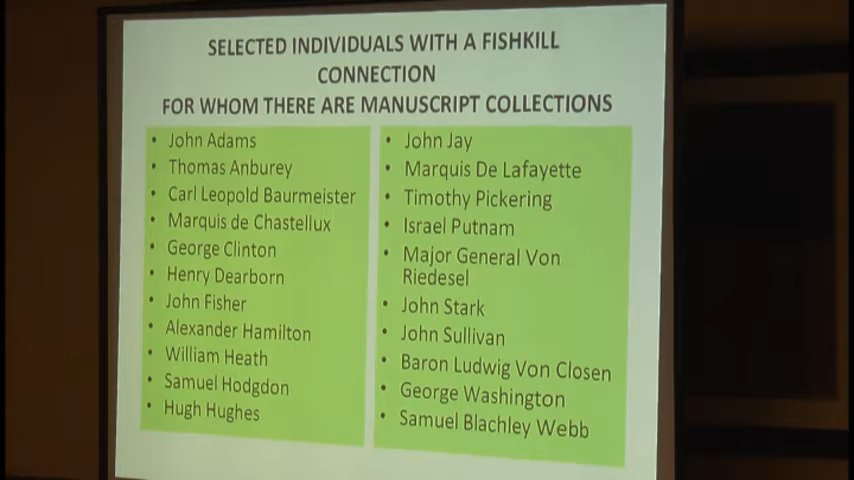 SELECTED INDIVIDUALS WITH A FISHKILL
CONNECTION
FOR WHOM THERE ARE MANUSCRIPT COLLECTIONS
• John Adams
• Thomas Anburey
• Carl Leopold Baurmeister
• Marquis de Chastellux
• George Clinton
• Henry Dearborn
• John Fisher
• Alexander Hamilton
• William Heath
• Samuel Hodgdon
• Hugh Hughes
• John Jay
• Marquis De Lafayette
• Timothy Pickering
• Israel Putnam
• Major General Von
Riedesel
• John Stark
• John Sullivan
• Baron Ludwig Von Closen
• George Washington
• Samuel Blachley Webb